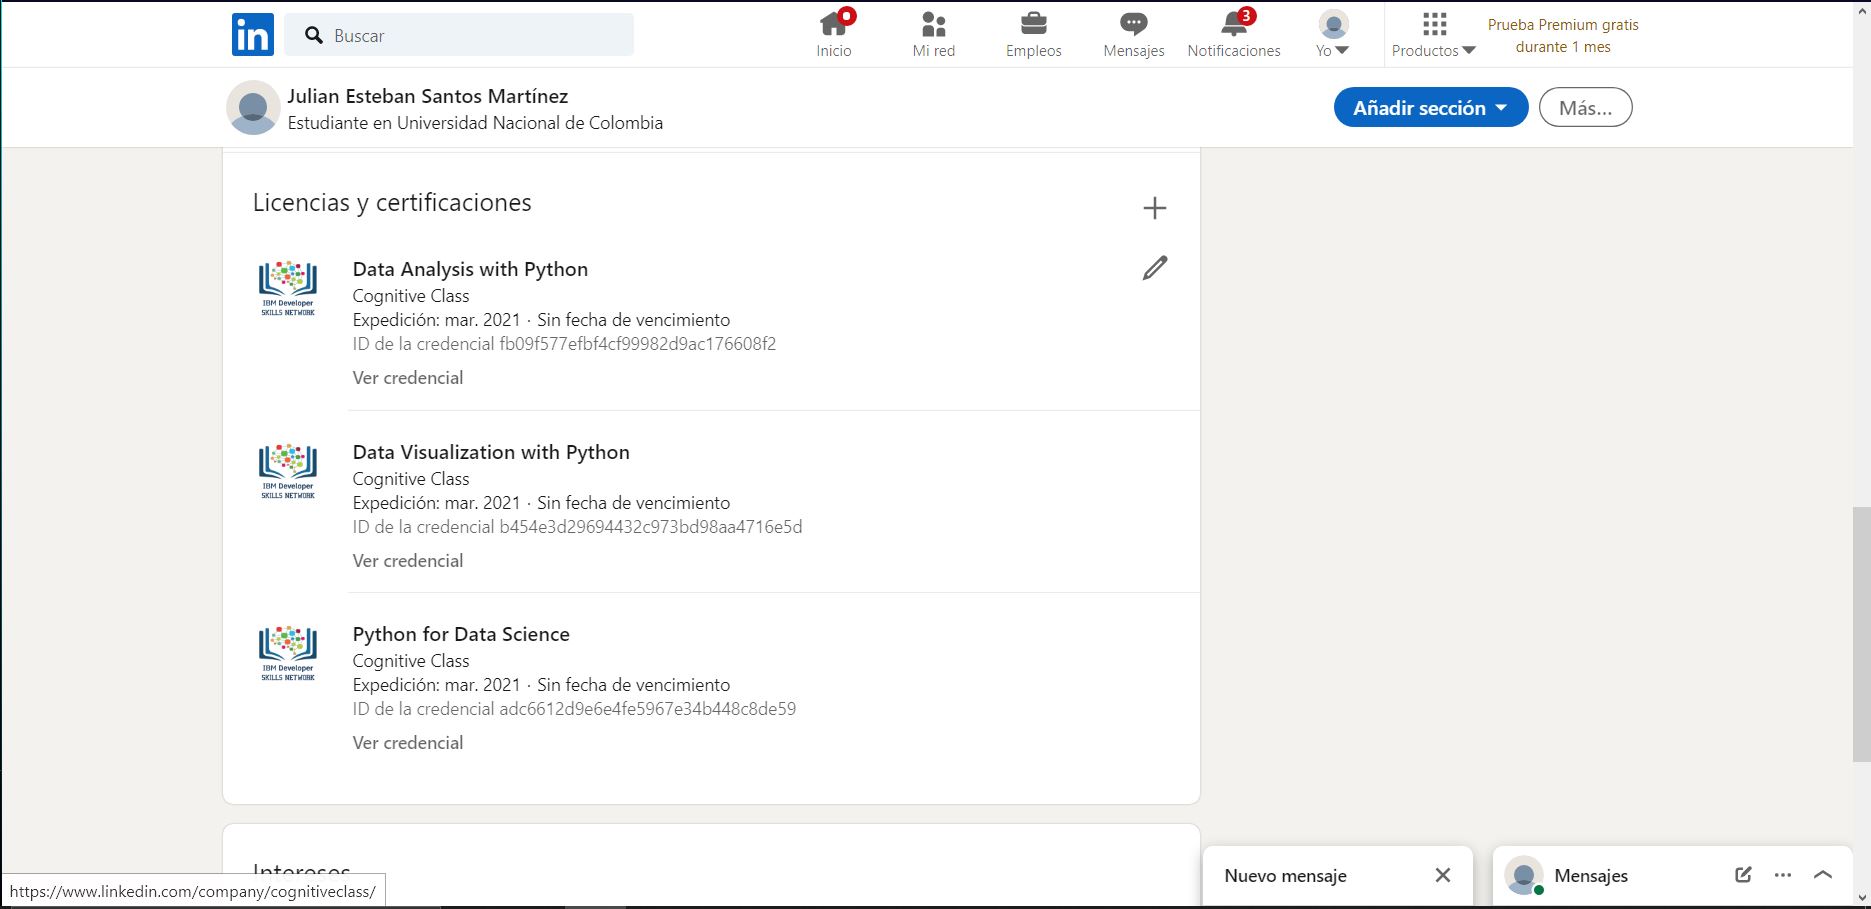 in
Buscar
Inicio
Mi red
Empleos
Mensajes
3
Notificaciones
Yo
Productos
Prueba Premium gratis
durante 1 mes
Julian Esteban Santos Martínez
Estudiante en Universidad Nacional de Colombia
Añadir sección
Más...
Licencias y certificaciones
IBM Developer
SKILLS NETWORK
Data Analysis with Python
Cognitive Class
Expedición: mar. 2021 · Sin fecha de vencimiento
ID de la credencial fb09f577efbf4cf99982d9ac176608f2
Ver credencial
IBM Developer
SKILLS NETWORK
Data Visualization with Python
Cognitive Class
Expedición: mar. 2021 · Sin fecha de vencimiento
ID de la credencial b454e3d29694432c973bd98aa4716e5d
Ver credencial
IBM Developer
SKILLS NETWORK
Python for Data Science
Cognitive Class
Expedición: mar. 2021 · Sin fecha de vencimiento
ID de la credencial adc6612d9e6e4fe5967e34b448c8de59
Ver credencial
Intereses
https://www.linkedin.com/company/cognitiveclass/
Nuevo mensaje
Mensajes